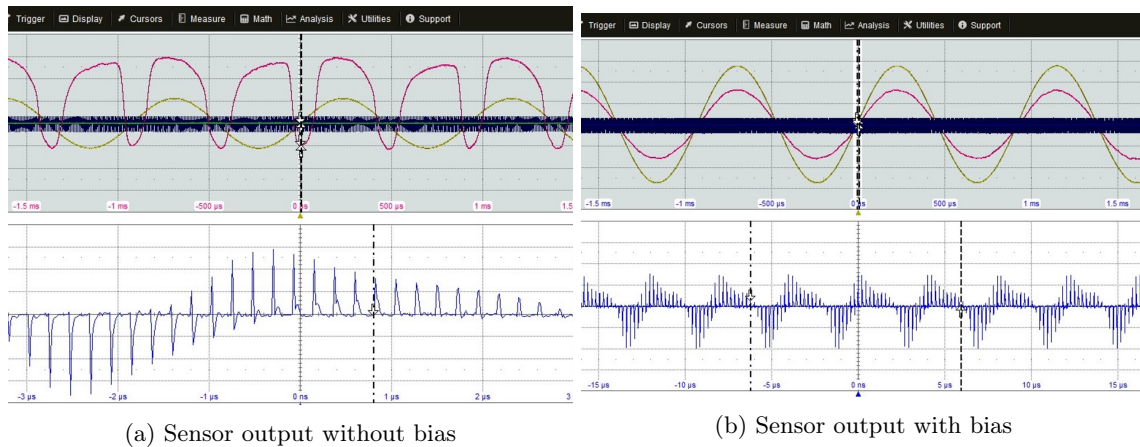 Trigger Display Cursors Measure Math Analysis Utilities Support
-1.5 ms -1 ms -500 µs 0 ns 500 µs 1 ms 1.5
-3 µs -2 µs -1 µs 0 ns 1 µs 2 µs 3
(a) Sensor output without bias
Trigger Display Cursors Measure Math Analysis Utilities Support
-1.5 ms -1 ms -500 µs 500 µs 1 ms 1.5
-15 µs -10 µs -5 µs 0 ns 5 µs 10 µs 15 µs
(b) Sensor output with bias